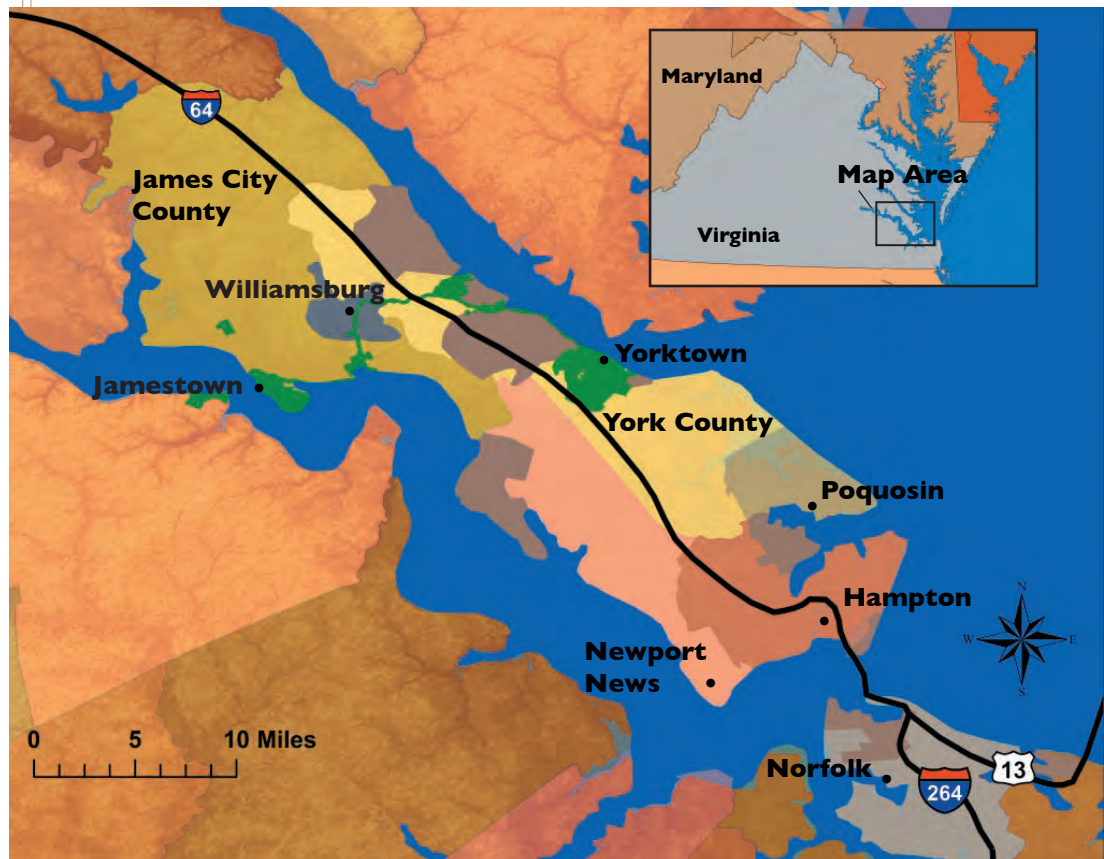 Maryland
Map Area
Virginia
64
James City
County
Williamsburg
Jamestown
Yorktown
York County
Poquosin
Hampton
Newport
News
N
W
E
S
0 5 10 Miles
Norfolk
13
264